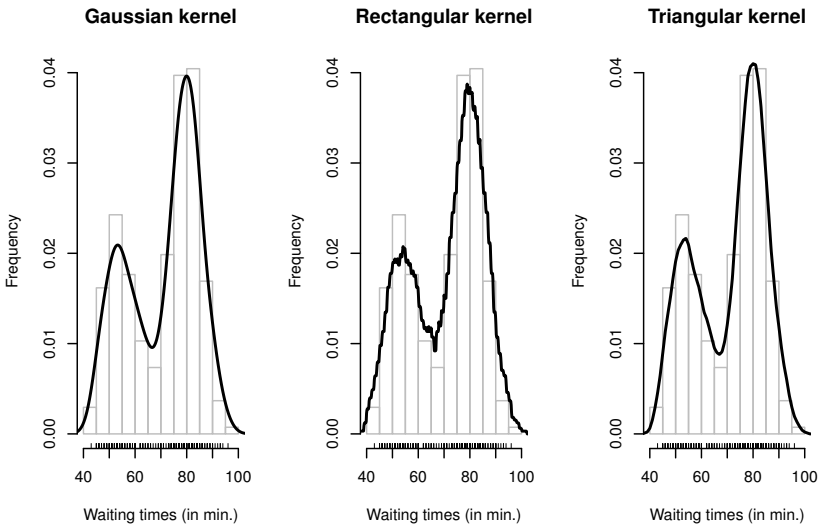 Gaussian kernel
0.04
0.03
0.02
0.01
0.00
Frequency
40 60 80 100
Waiting times (in min.)
Rectangular kernel
0.04
0.03
0.02
0.01
0.00
Frequency
40 60 80 100
Waiting times (in min.)
Triangular kernel
0.04
0.03
0.02
0.01
0.00
Frequency
40 60 80 100
Waiting times (in min.)